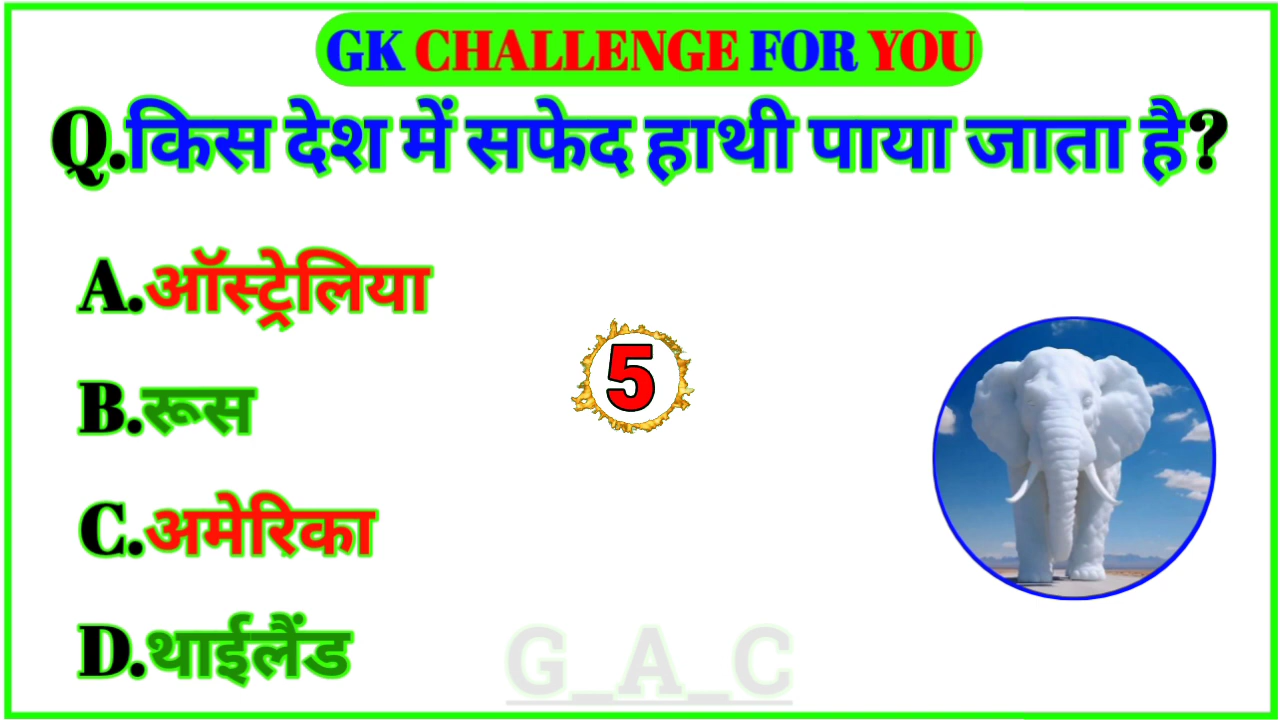 GK CHALLENGE FOR YOU
Q.किस देश में सफेद हाथी पाया जाता है?
A.ऑस्ट्रेलिया
B.रूस
5
C.अमेरिका
D.थाईलैंड
G_A_C